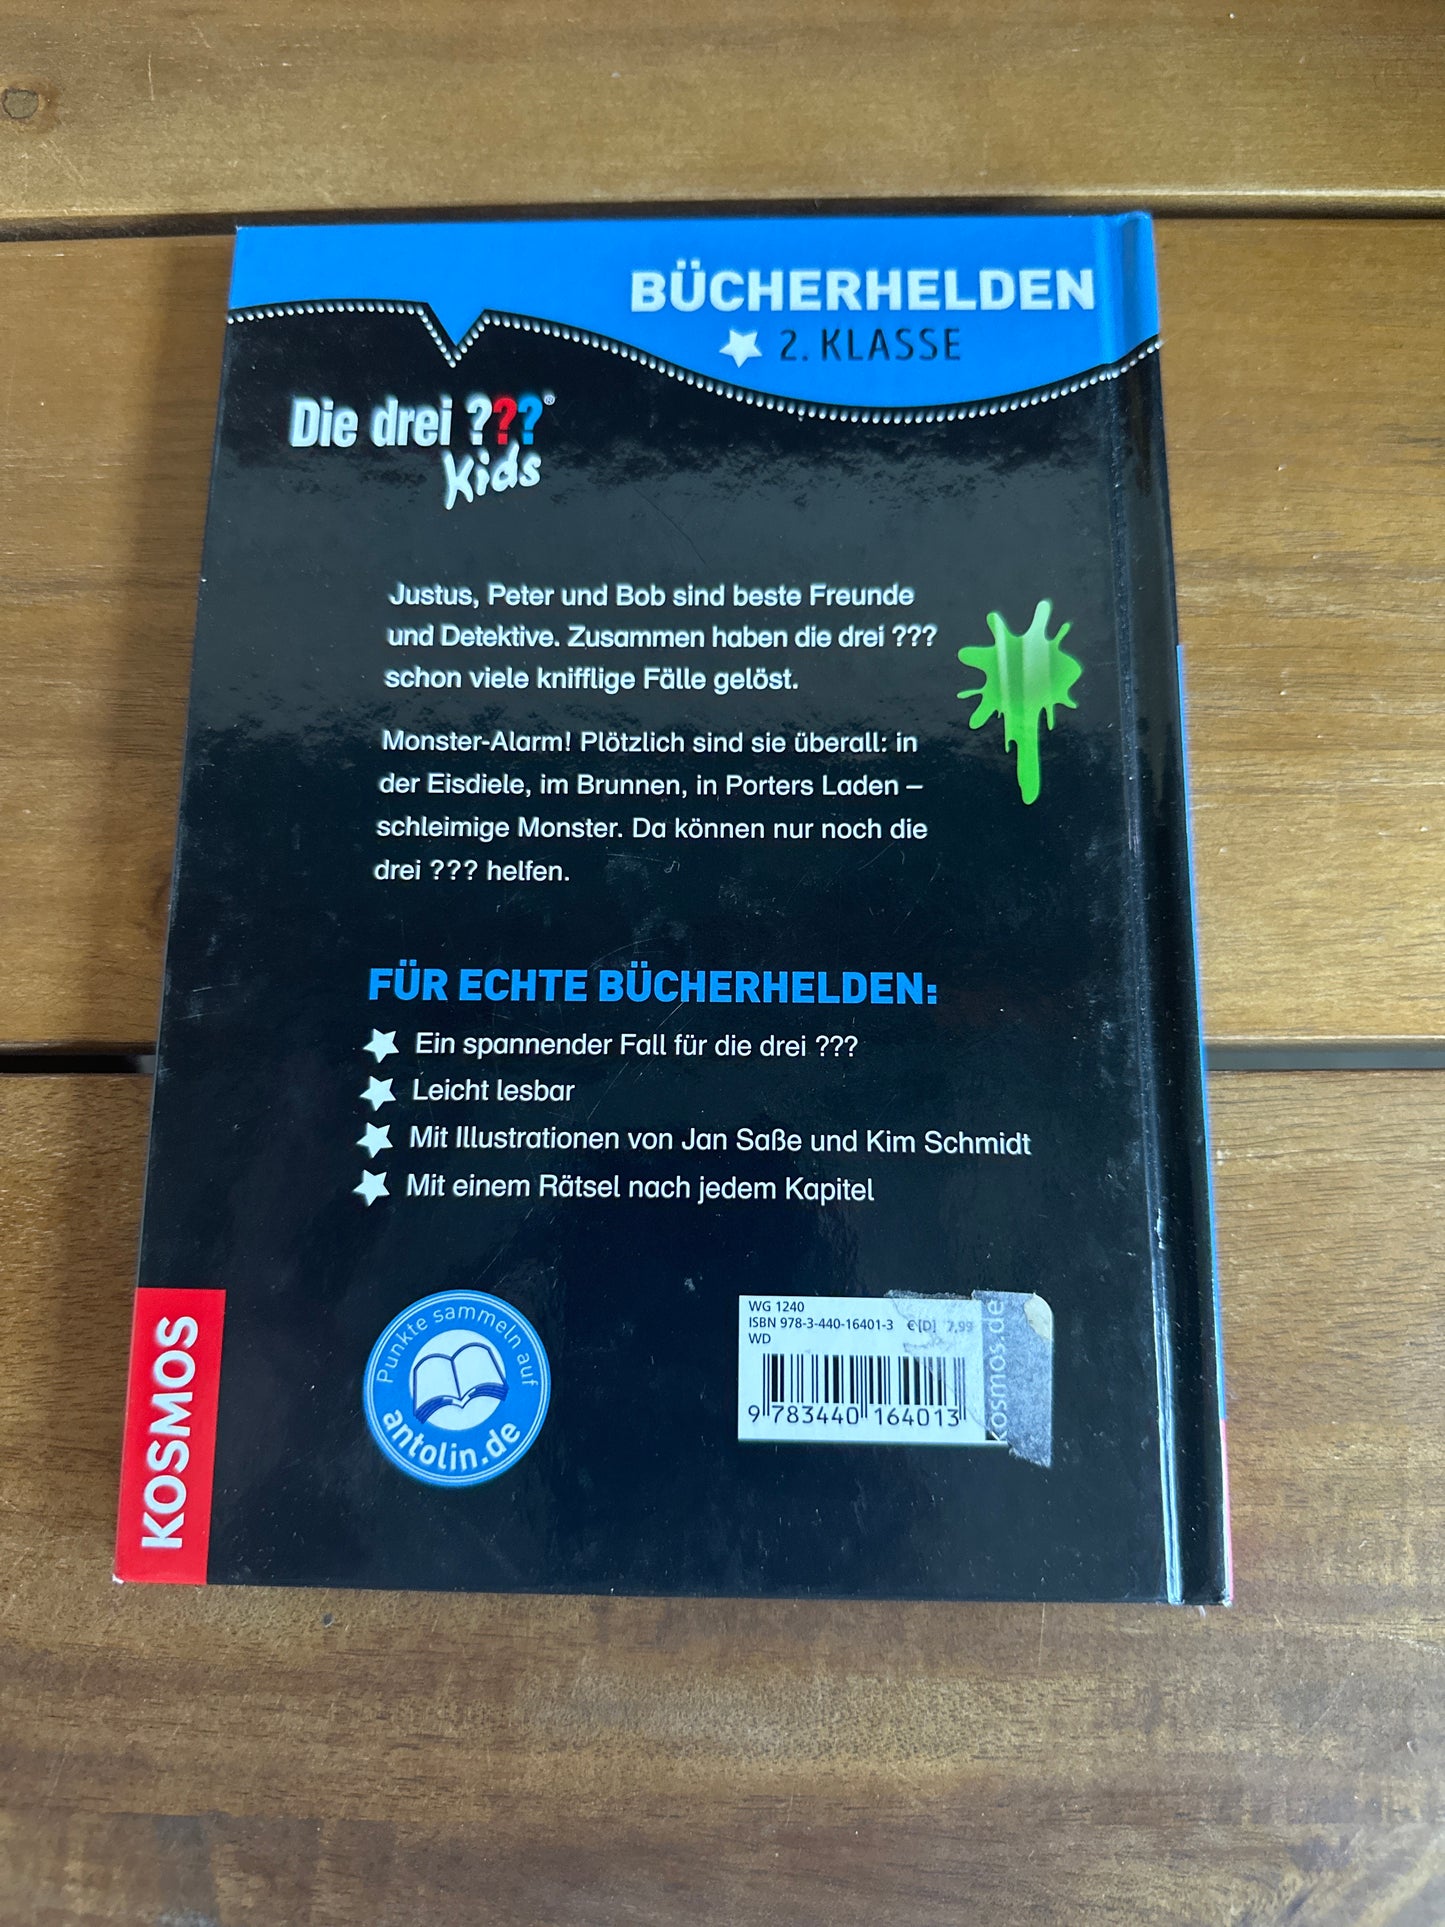 BÜCHERHELDEN
2. KLASSE
Die drei ???®
Kids
Justus, Peter und Bob sind beste Freunde
und Detektive. Zusammen haben die drei ???
schon viele knifflige Fälle gelöst.
Monster-Alarm! Plötzlich sind sie überall: in
der Eisdiele, im Brunnen, in Porters Laden –
schleimige Monster. Da können nur noch die
drei ??? helfen.
FÜR ECHTE BÜCHERHELDEN:
Ein spannender Fall für die drei ???
Leicht lesbar
Mit Illustrationen von Jan Saße und Kim Schmidt
Mit einem Rätsel nach jedem Kapitel
KOSMOS
Punkte sammeln auf
antolin.de
WG 1240
ISBN 978-3-440-16401-3 € [D] 7,99
WD
9 783440 164013
kosmos.de